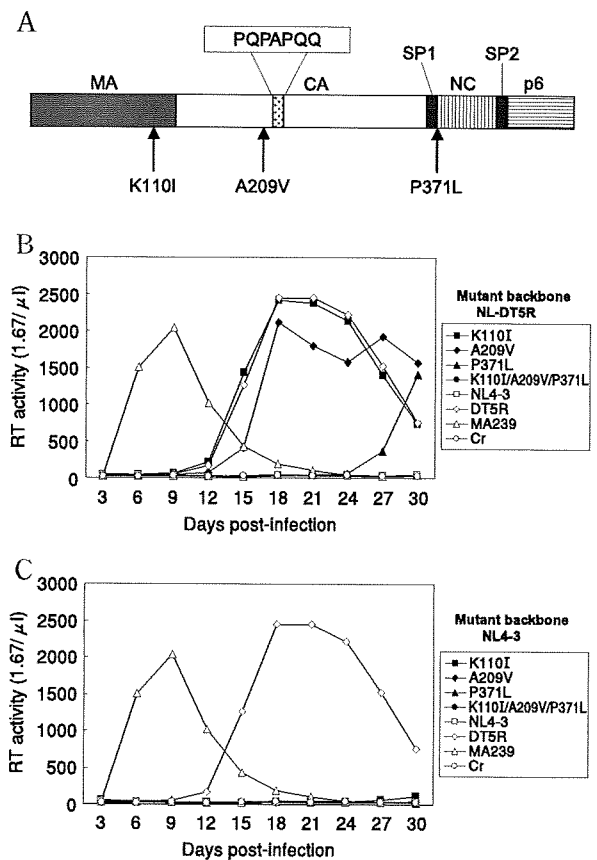 A
PQPAPQQ
SP1 SP2
MA CA NC p6
K110I A209V P371L
B
RT activity (1.67/μl)
3000
2500
2000
1500
1000
500
0
3 6 9 12 15 18 21 24 27 30
Days post-infection
Mutant backbone
NL-DT5R
K110I
A209V
P371L
K110I/A209V/P371L
NL4-3
DT5R
MA239
Cr
C
RT activity (1.67/μl)
3000
2500
2000
1500
1000
500
0
3 6 9 12 15 18 21 24 27 30
Days post-infection
Mutant backbone
NL4-3
K110I
A209V
P371L
K110I/A209V/P371L
NL4-3
DT5R
MA239
Cr